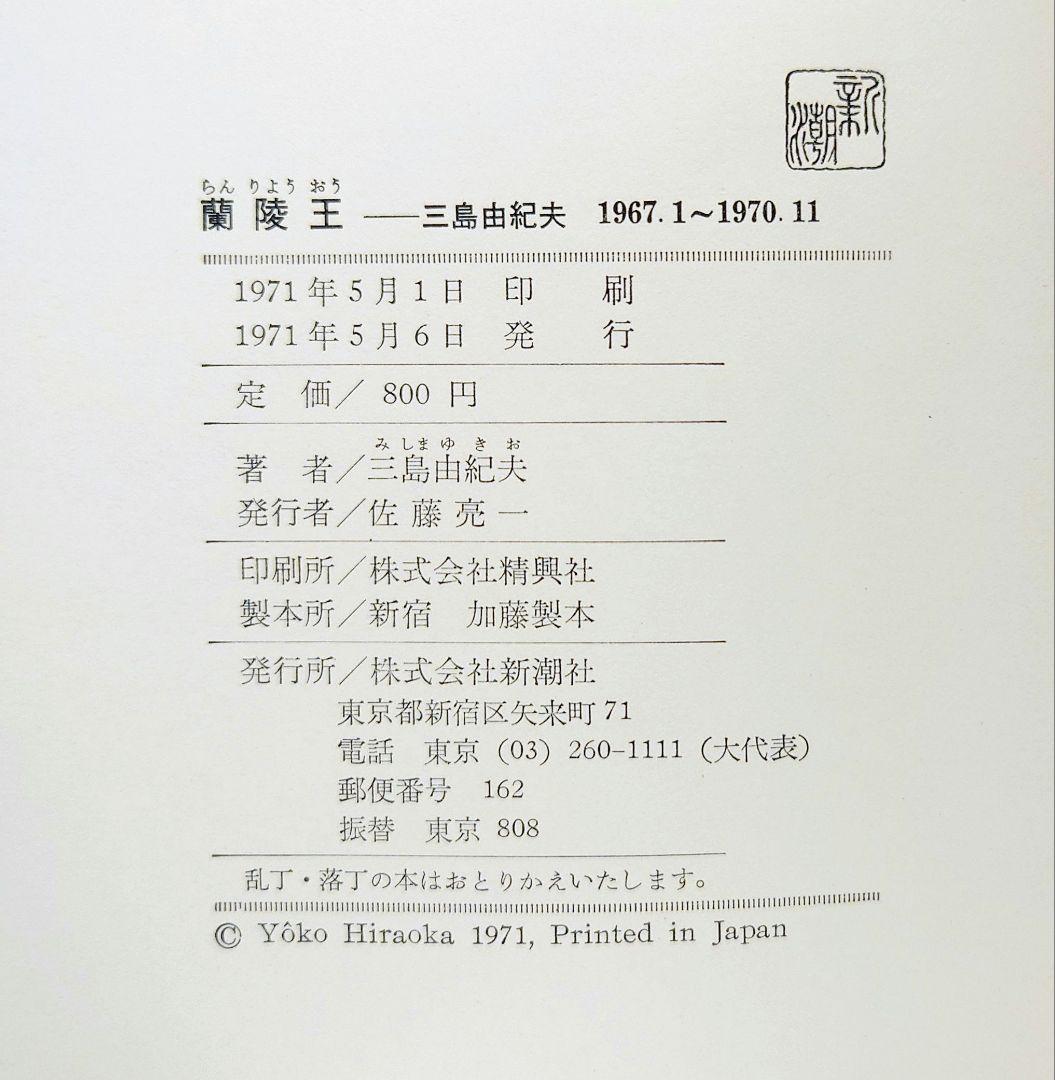 新潮
らんりようおう
蘭陵王――三島由紀夫 1967.1~1970.11
1971年5月1日 印 刷
1971年5月6日 発 行
定 価/ 800 円
みしまゆきお
著 者/三島由紀夫
発行者/佐藤亮一
印刷所/株式会社精興社
製本所/新宿 加藤製本
発行所/株式会社新潮社
東京都新宿区矢来町71
電話 東京 (03) 260-1111 (大代表)
郵便番号 162
振替 東京 808
乱丁・落丁の本はおとりかえいたします。
© Yôko Hiraoka 1971, Printed in Japan